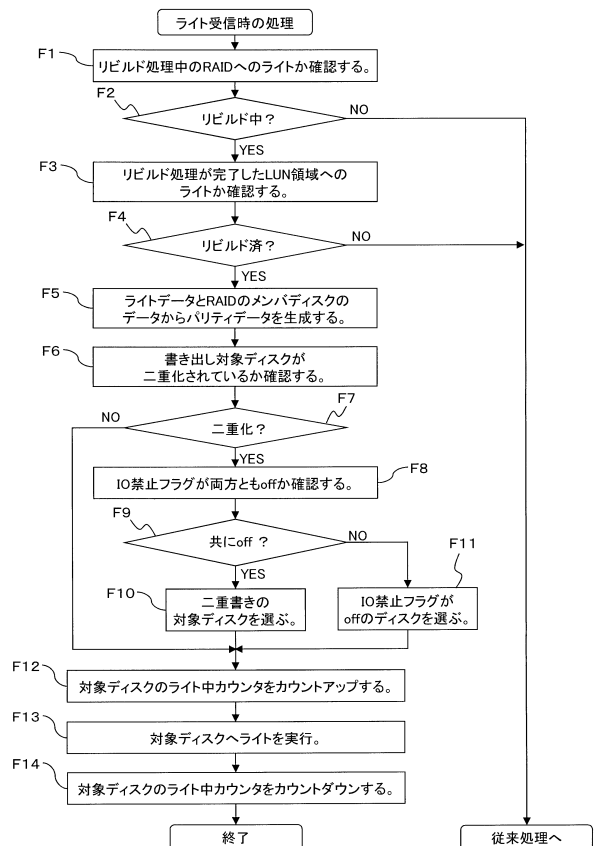 ライト受信時の処理
F1
リビルド処理中のRAIDへのライトか確認する。
F2
リビルド中？
NO
YES
F3
リビルド処理が完了したLUN領域への
ライトか確認する。
F4
リビルド済？
NO
YES
F5
ライトデータとRAIDのメンバディスクの
データからパリティデータを生成する。
F6
書き出し対象ディスクが
二重化されているか確認する。
F7
NO
二重化？
YES
F8
IO禁止フラグが両方ともoffか確認する。
F9
共にoff ？
NO
YES
F10
二重書きの
対象ディスクを選ぶ。
F11
IO禁止フラグが
offのディスクを選ぶ。
F12
対象ディスクのライト中カウンタをカウントアップする。
F13
対象ディスクへライトを実行。
F14
対象ディスクのライト中カウンタをカウントダウンする。
終了
従来処理へ